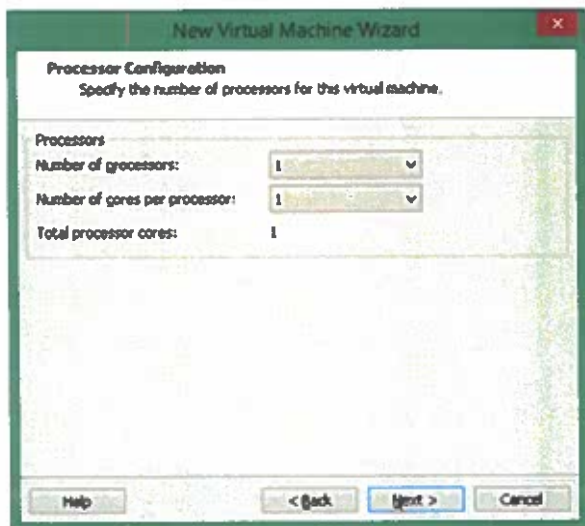 New Virtual Machine Wizard
Processor Configuration
Specify the number of processors for this virtual machine.
Processors
Number of processors: 1
Number of cores per processor: 1
Total processor cores: 1
Help < Back Next > Cancel